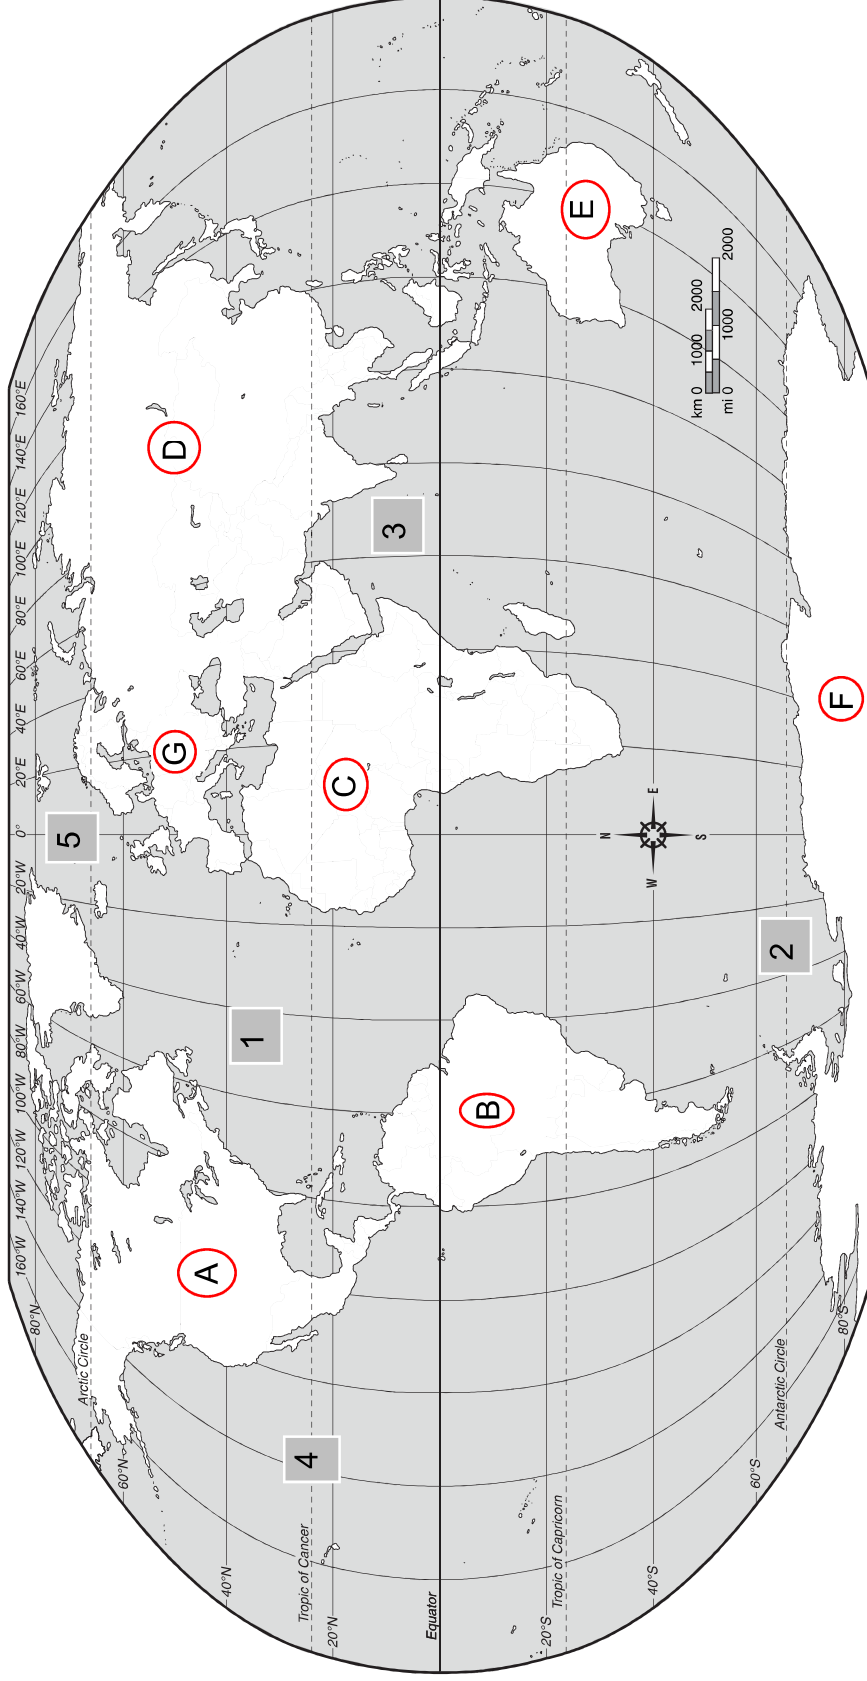 160°W
140°W
120°W
100°W
80°W
60°W
40°W
20°W
0°
20°E
40°E
60°E
80°E
100°E
120°E
140°E
160°E
80°N
Arctic Circle
60°N
40°N
Tropic of Cancer
20°N
Equator
20°S
Tropic of Capricorn
40°S
60°S
Antarctic Circle
80°S
5
G
D
A
1
4
C
3
B
E
2
F
N
W
E
S
km 0 1000 2000
mi 0 1000 2000